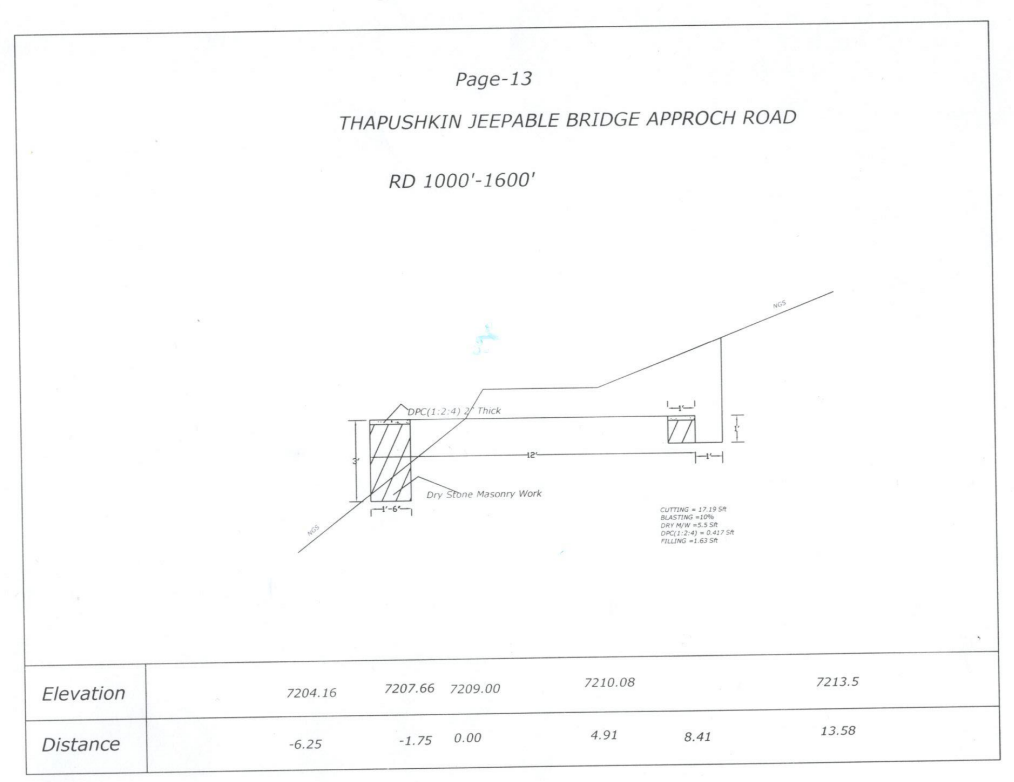 Page-13
THAPUSHKIN JEEPABLE BRIDGE APPROCH ROAD
RD 1000'-1600'
NGS
DPC(1:2:4) 2" Thick
1'
1'
3'
12'
1'
Dry Stone Masonry Work
1'-6"
NGS
CUTTING = 17.19 Sft
BLASTING =10%
DRY M/W =5.5 Sft
DPC(1:2:4) = 0.417 Sft
FILLING =1.63 Sft
Elevation 7204.16 7207.66 7209.00 7210.08 7213.5
Distance -6.25 -1.75 0.00 4.91 8.41 13.58